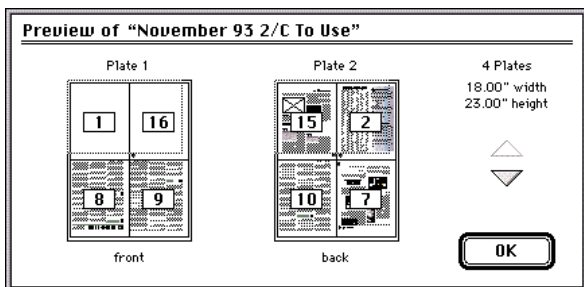 Preview of “November 93 2/C To Use”
Plate 1
Plate 2
4 Plates
18.00" width
23.00" height
1
16
15
2
8
9
10
7
front
back
OK